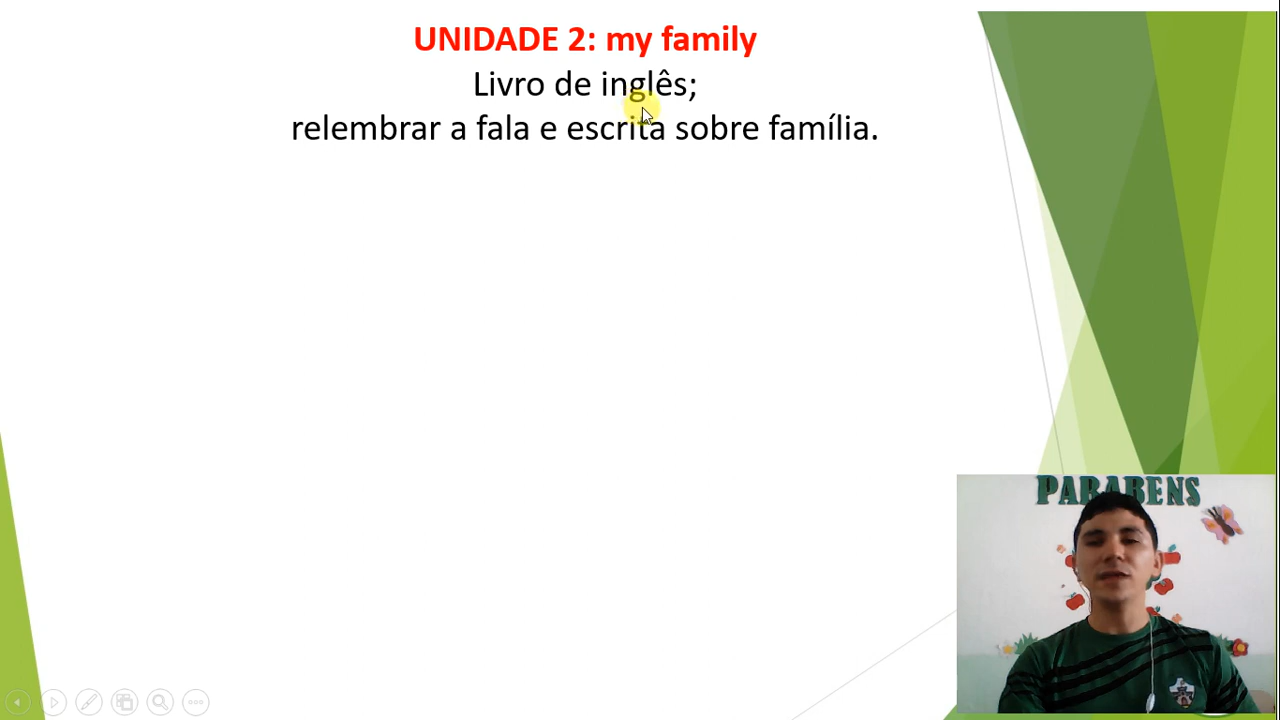 UNIDADE 2: my family
Livro de inglês;
relembrar a fala e escrita sobre família.
PARABENS